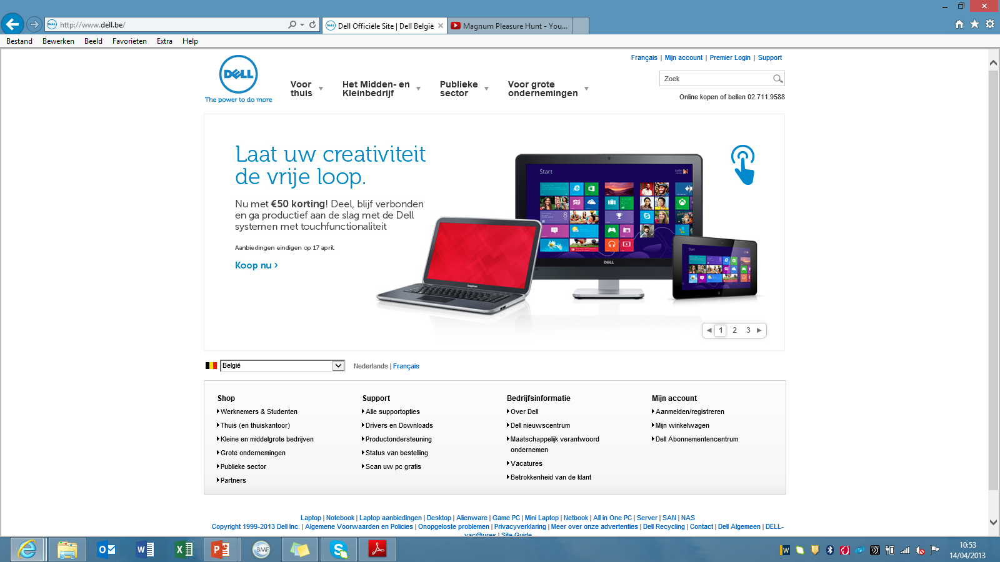 http://www.dell.be/
Dell Officiële Site | Dell België
Magnum Pleasure Hunt - You...
Bestand Bewerken Beeld Favorieten Extra Help
Français | Mijn account | Premier Login | Support
DELL
The power to do more
Voor thuis
Het Midden- en Kleinbedrijf
Publieke sector
Voor grote ondernemingen
Zoek
Online kopen of bellen 02.711.9588
Laat uw creativiteit
de vrije loop.
Nu met €50 korting! Deel, blijf verbonden
en ga productief aan de slag met de Dell
systemen met touchfunctionaliteit
Aanbiedingen eindigen op 17 april.
Koop nu ›
Start
DELL
Inspiron
Start
1 2 3
België
Nederlands | Français
Shop
Werknemers & Studenten
Thuis (en thuiskantoor)
Kleine en middelgrote bedrijven
Grote ondernemingen
Publieke sector
Partners
Support
Alle supportopties
Drivers en Downloads
Productondersteuning
Status van bestelling
Scan uw pc gratis
Bedrijfsinformatie
Over Dell
Dell nieuwscentrum
Maatschappelijk verantwoord
ondernemen
Vacatures
Betrokkenheid van de klant
Mijn account
Aanmelden/registreren
Mijn winkelwagen
Dell Abonnementencentrum
Laptop | Notebook | Laptop aanbiedingen | Desktop | Alienware | Game PC | Mini Laptop | Netbook | All in One PC | Server | SAN | NAS
Copyright 1999-2013 Dell Inc. | Algemene Voorwaarden en Policies | Onopgeloste problemen | Privacyverklaring | Meer over onze advertenties | Dell Recycling | Contact | Dell Algemeen | DELL-
vac@ures | Site Guide
BMF
10:53
14/04/2013